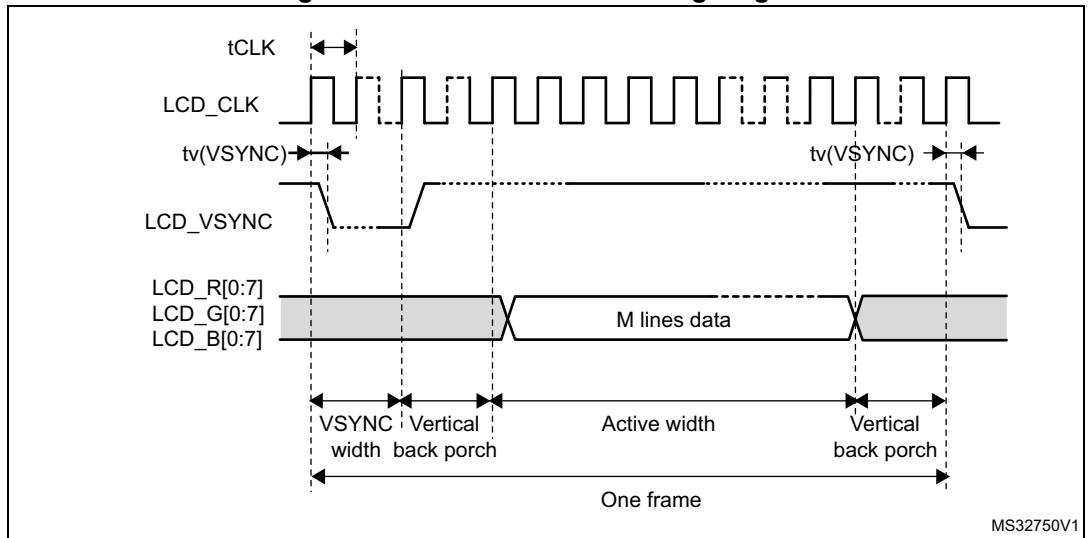 tCLK
LCD_CLK
tv(VSYNC)
tv(VSYNC)
LCD_VSYNC
LCD_R[0:7]
LCD_G[0:7]
LCD_B[0:7]
M lines data
VSYNC width
Vertical back porch
Active width
Vertical back porch
One frame
MS32750V1